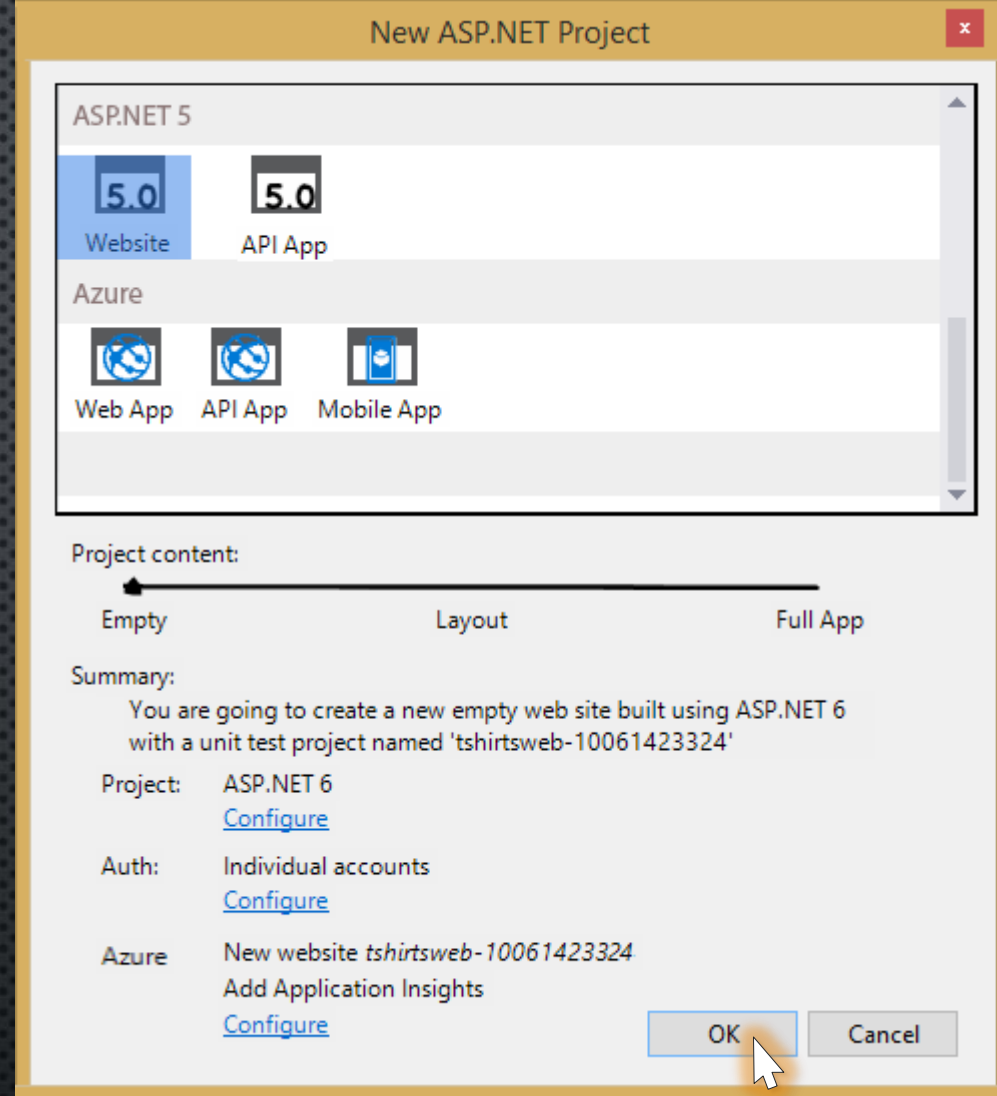 New ASP.NET Project
x
ASP.NET 5
5.0 5.0
Website API App
Azure
Web App API App Mobile App
Project content:
Empty Layout Full App
Summary:
You are going to create a new empty web site built using ASP.NET 6
with a unit test project named 'tshirtsweb-10061423324'
Project: ASP.NET 6
Configure
Auth: Individual accounts
Configure
Azure New website tshirtsweb-10061423324
Add Application Insights
Configure
OK Cancel